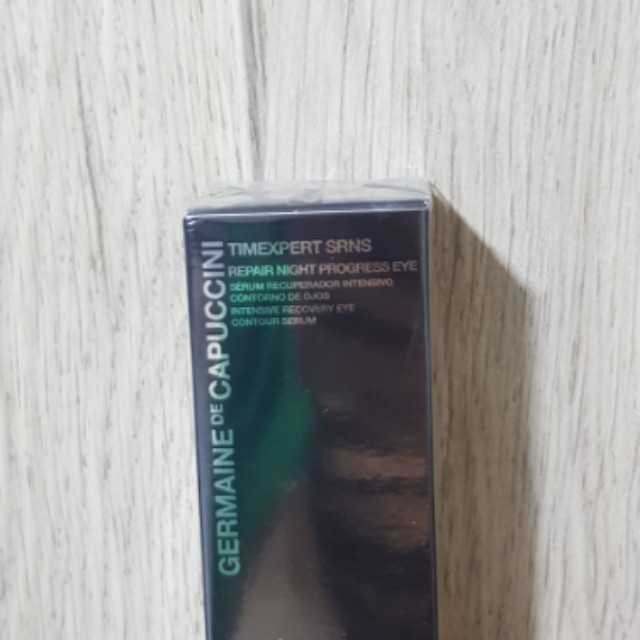 GERMAINE DE CAPUCCINI
TIMEXPERT SRNS
REPAIR NIGHT PROGRESS EYE
SÉRUM RECUPERADOR INTENSIVO
CONTORNO DE OJOS
INTENSIVE RECOVERY EYE
CONTOUR SERUM